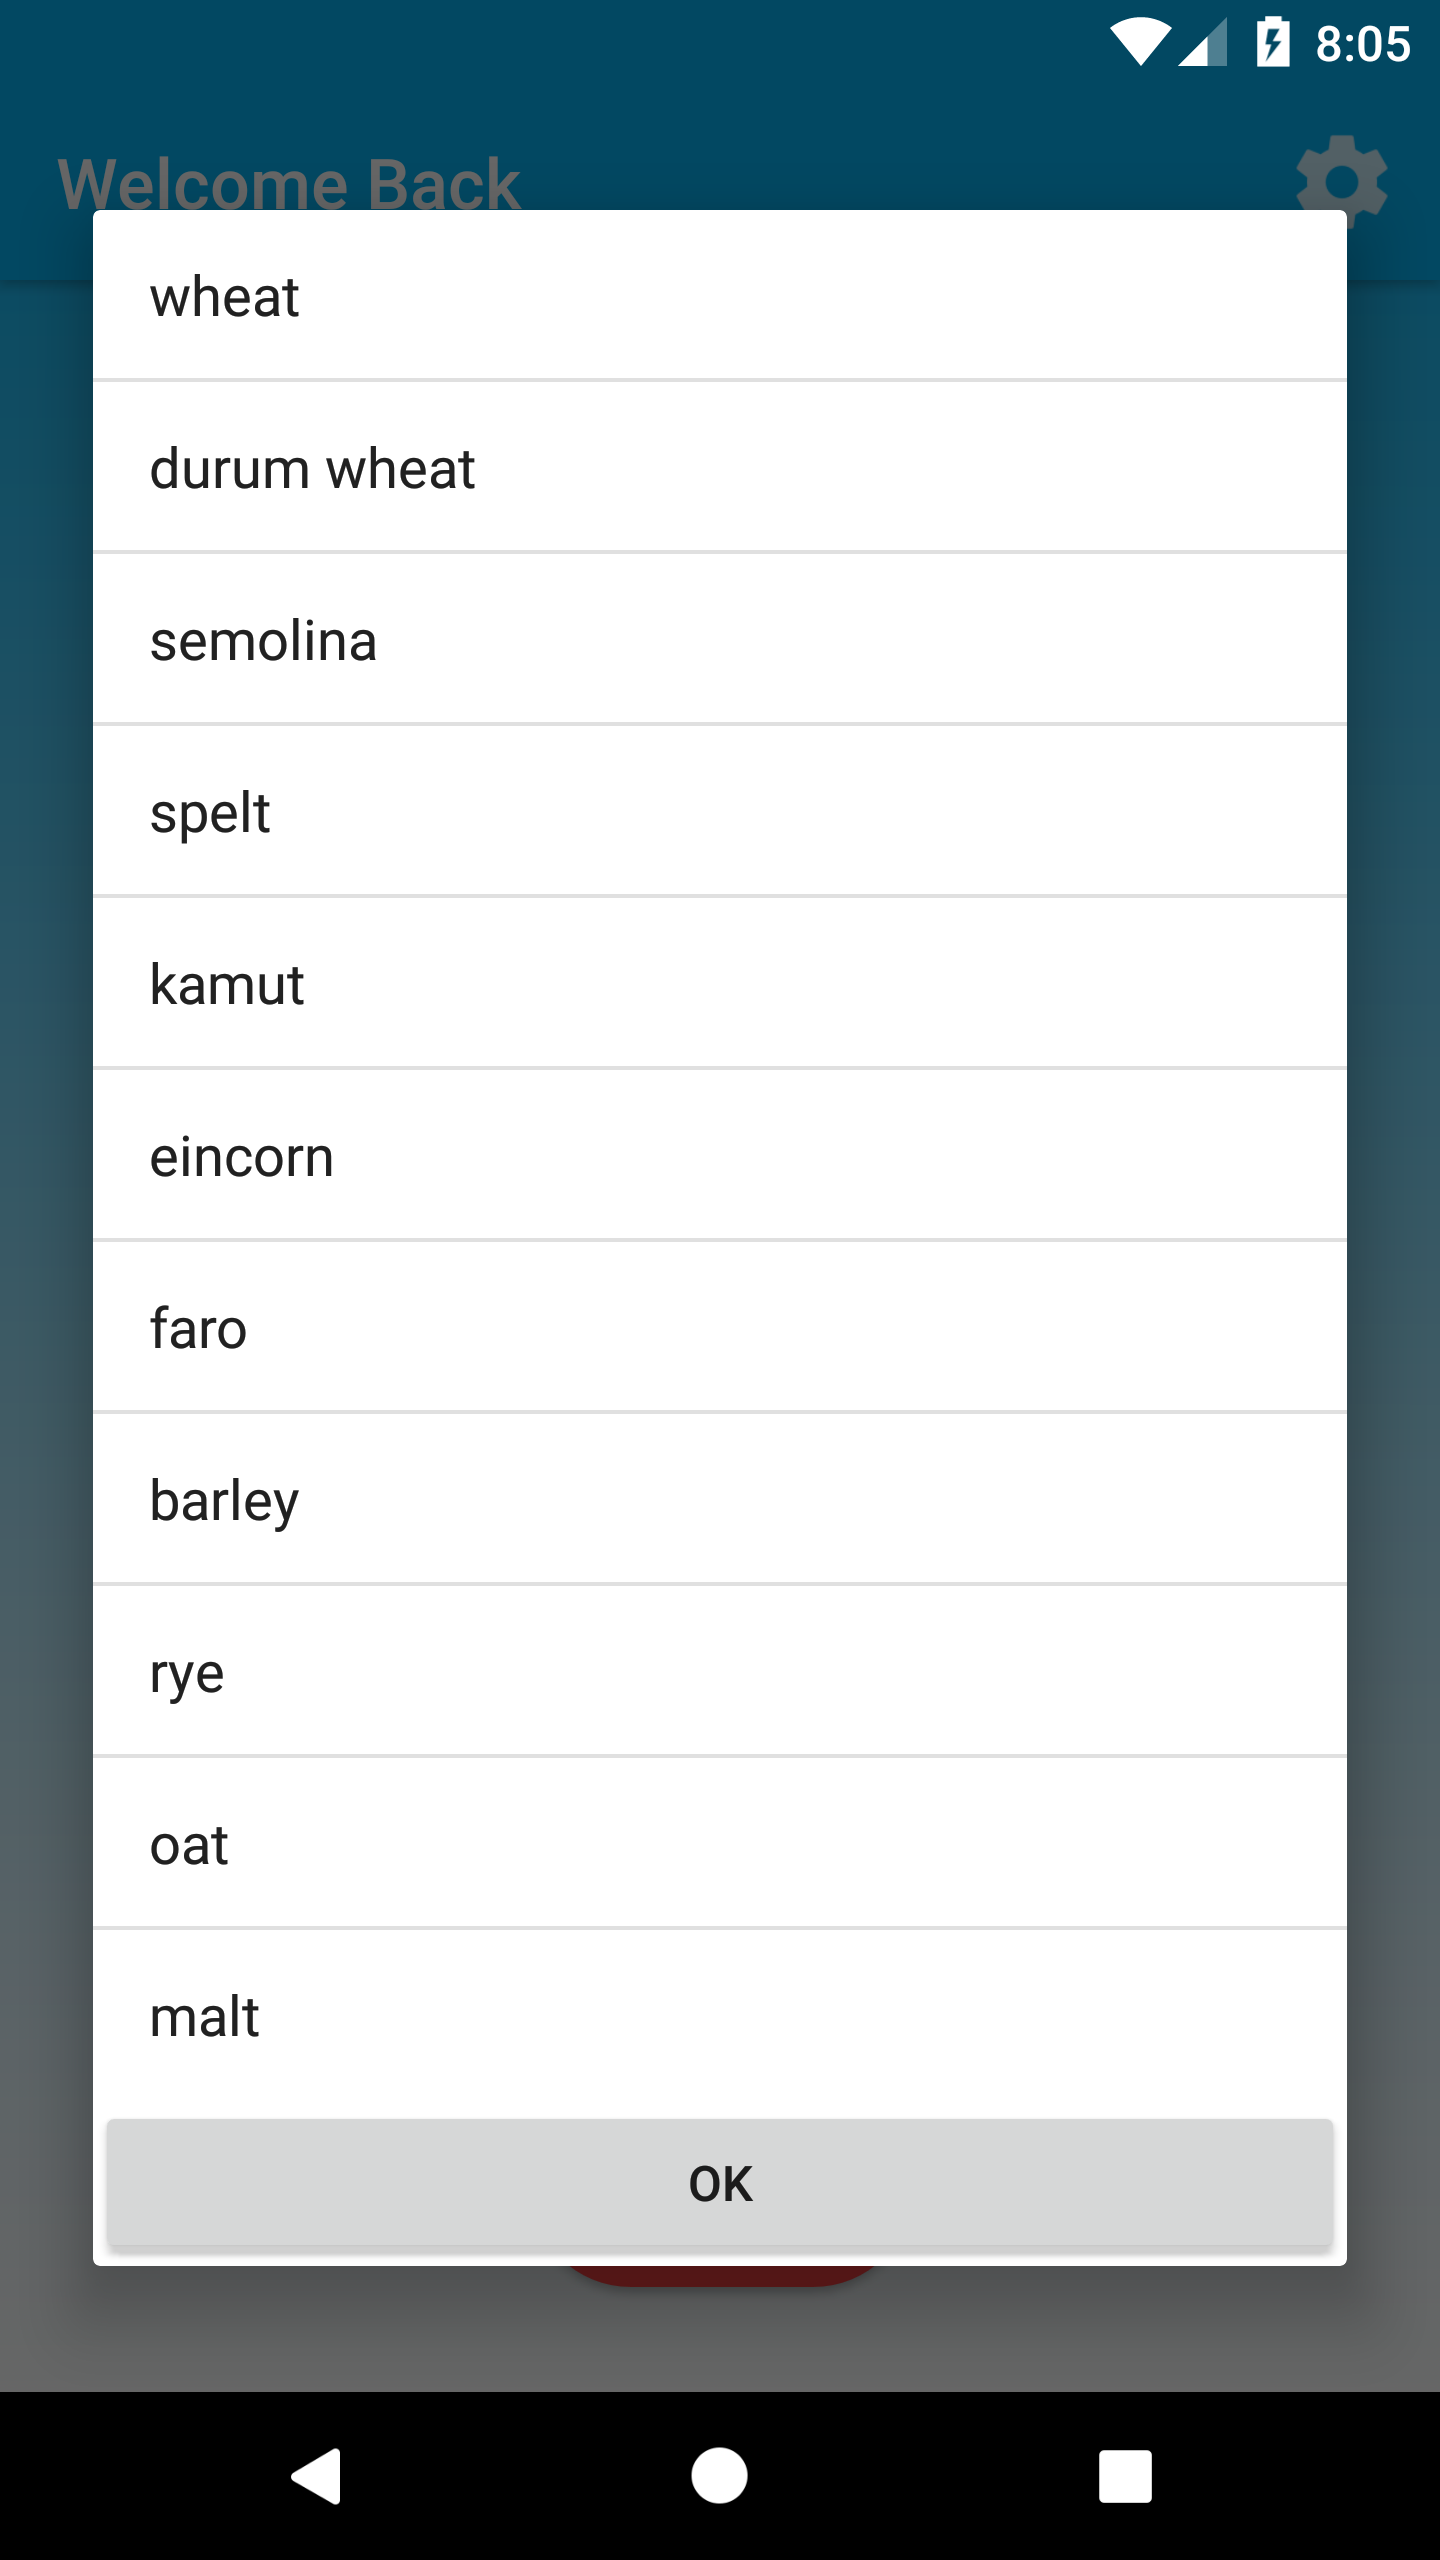 8:05
Welcome Back
wheat
durum wheat
semolina
spelt
kamut
eincorn
faro
barley
rye
oat
malt
OK